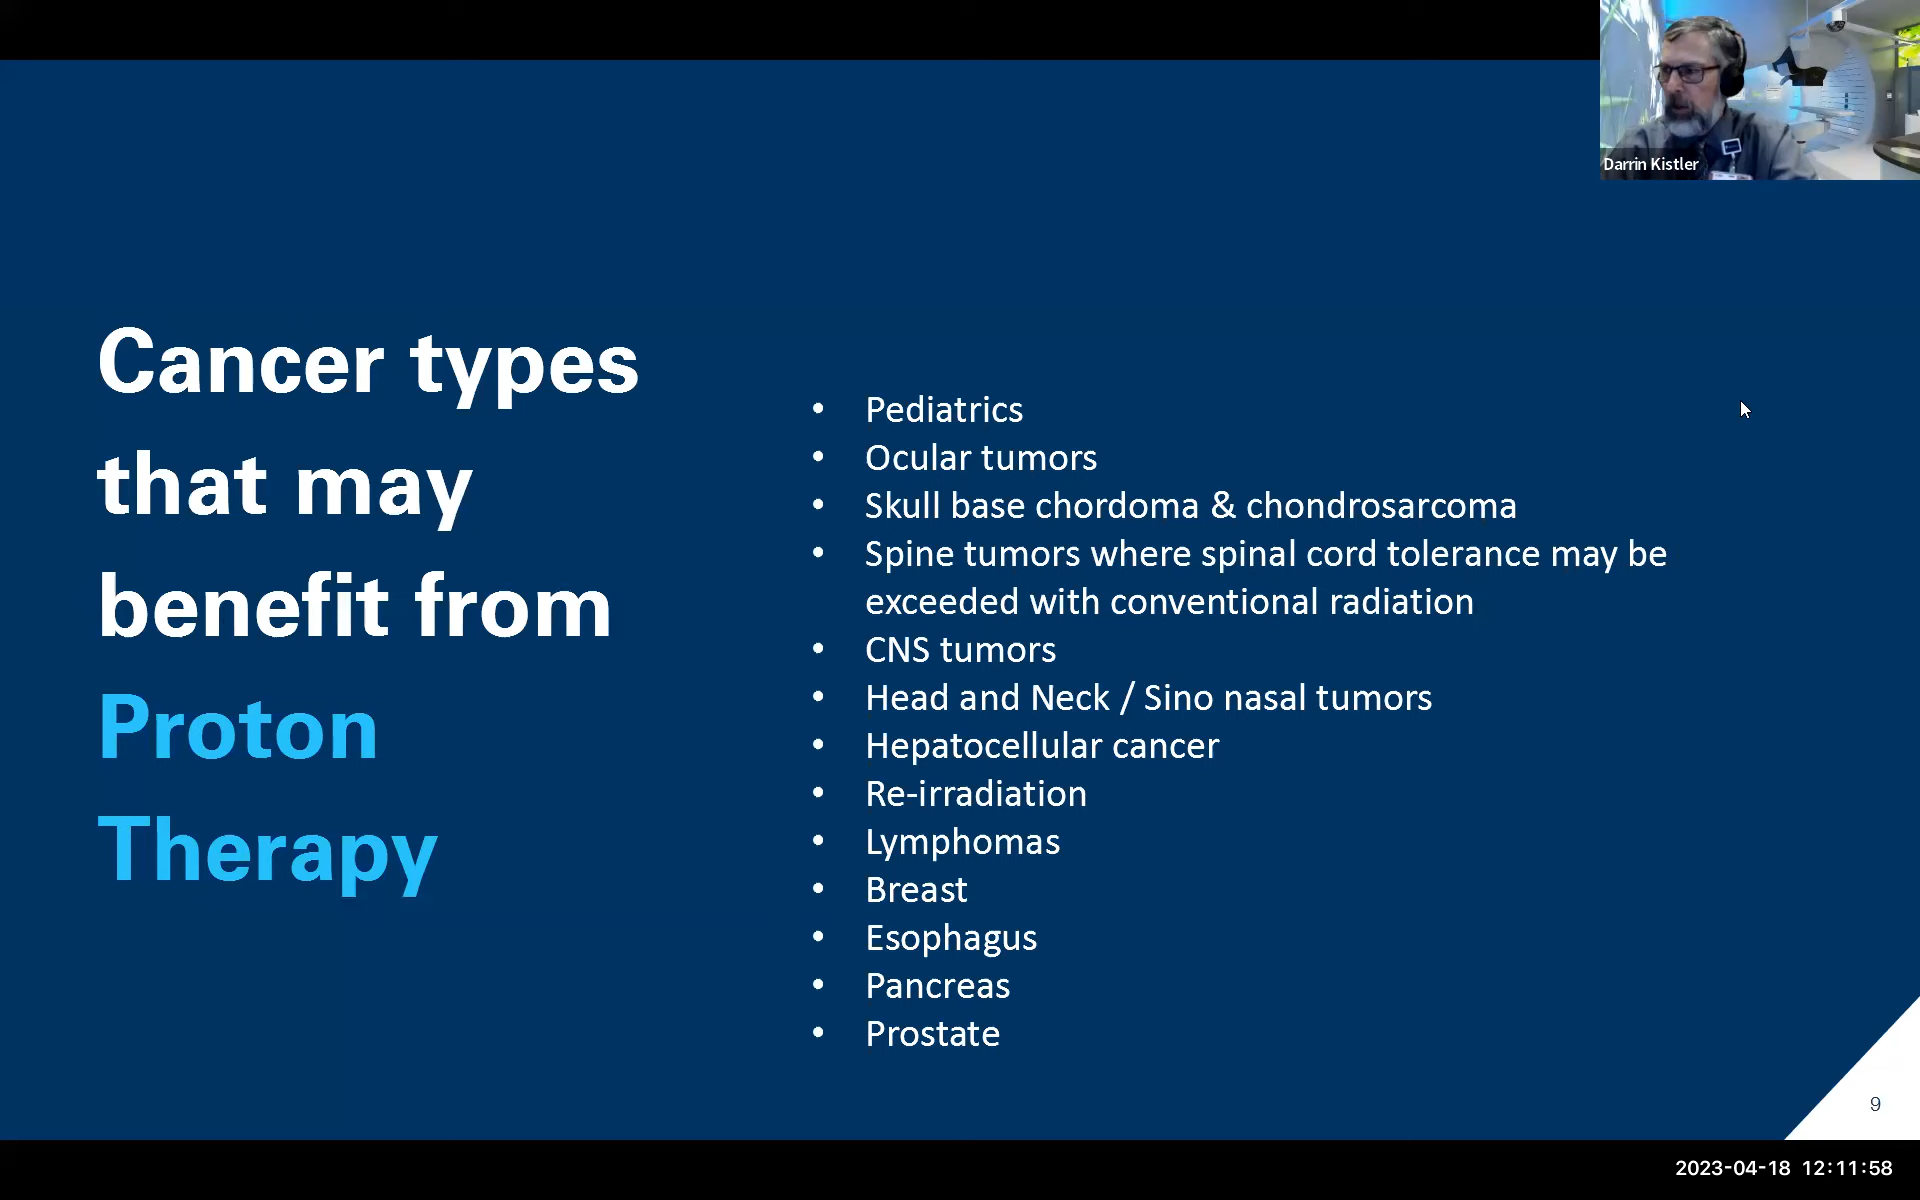 Darrin Kistler
Cancer types
that may
benefit from
Proton
Therapy
• Pediatrics
• Ocular tumors
• Skull base chordoma & chondrosarcoma
• Spine tumors where spinal cord tolerance may be
exceeded with conventional radiation
• CNS tumors
• Head and Neck / Sino nasal tumors
• Hepatocellular cancer
• Re-irradiation
• Lymphomas
• Breast
• Esophagus
• Pancreas
• Prostate
9
2023-04-18 12:11:58